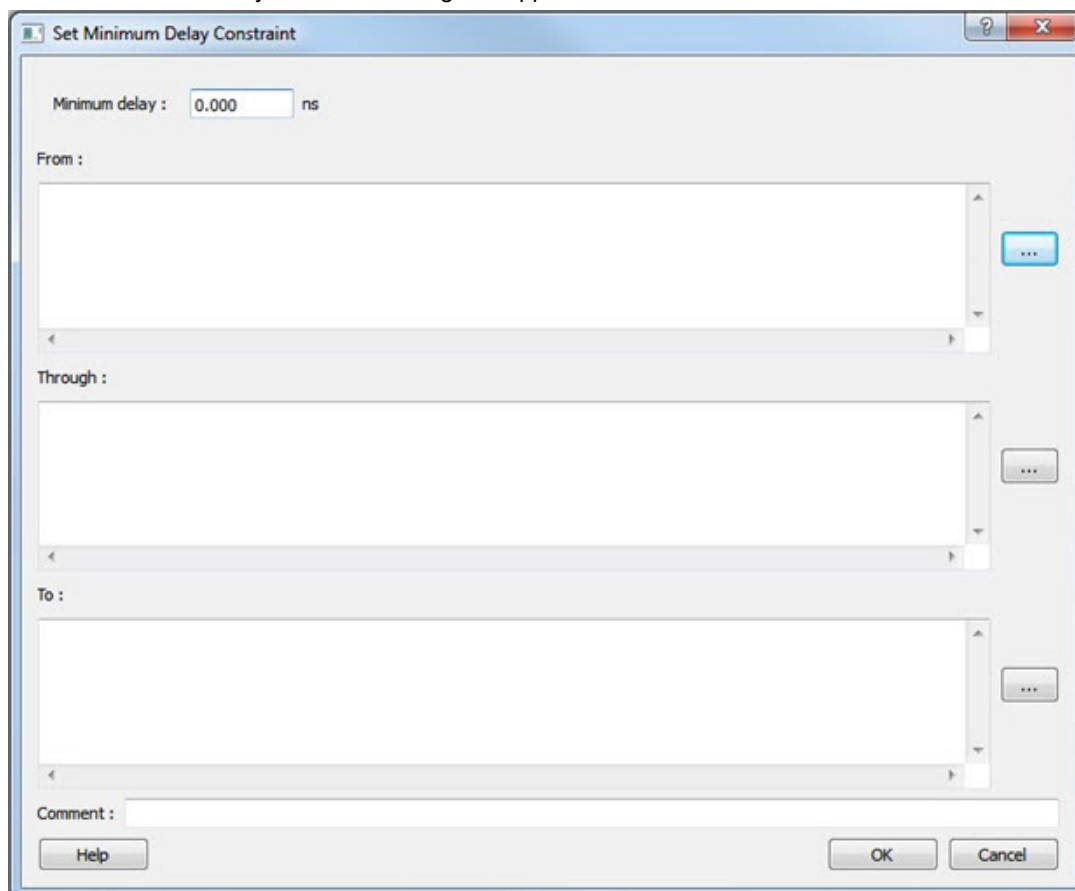 Set Minimum Delay Constraint
Minimum delay : 0.000 ns
From :
...
Through :
...
To :
...
Comment :
Help OK Cancel